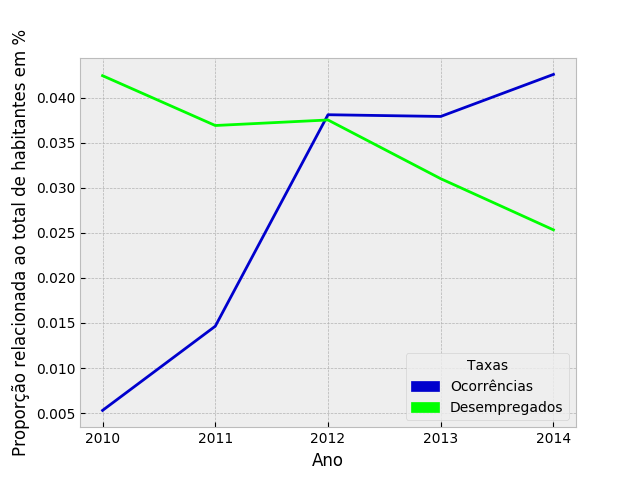 Proporção relacionada ao total de habitantes em %
0.040
0.035
0.030
0.025
0.020
0.015
0.010
0.005
2010 2011 2012 2013 2014
Ano
Taxas
Ocorrências
Desempregados